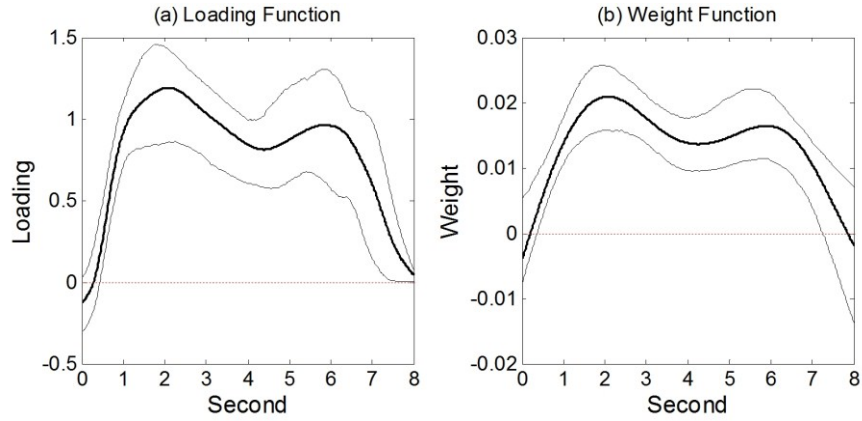 (a) Loading Function
1.5
1
0.5
0
-0.5
Loading
0 1 2 3 4 5 6 7 8
Second
(b) Weight Function
0.03
0.02
0.01
0
-0.01
-0.02
Weight
0 1 2 3 4 5 6 7 8
Second